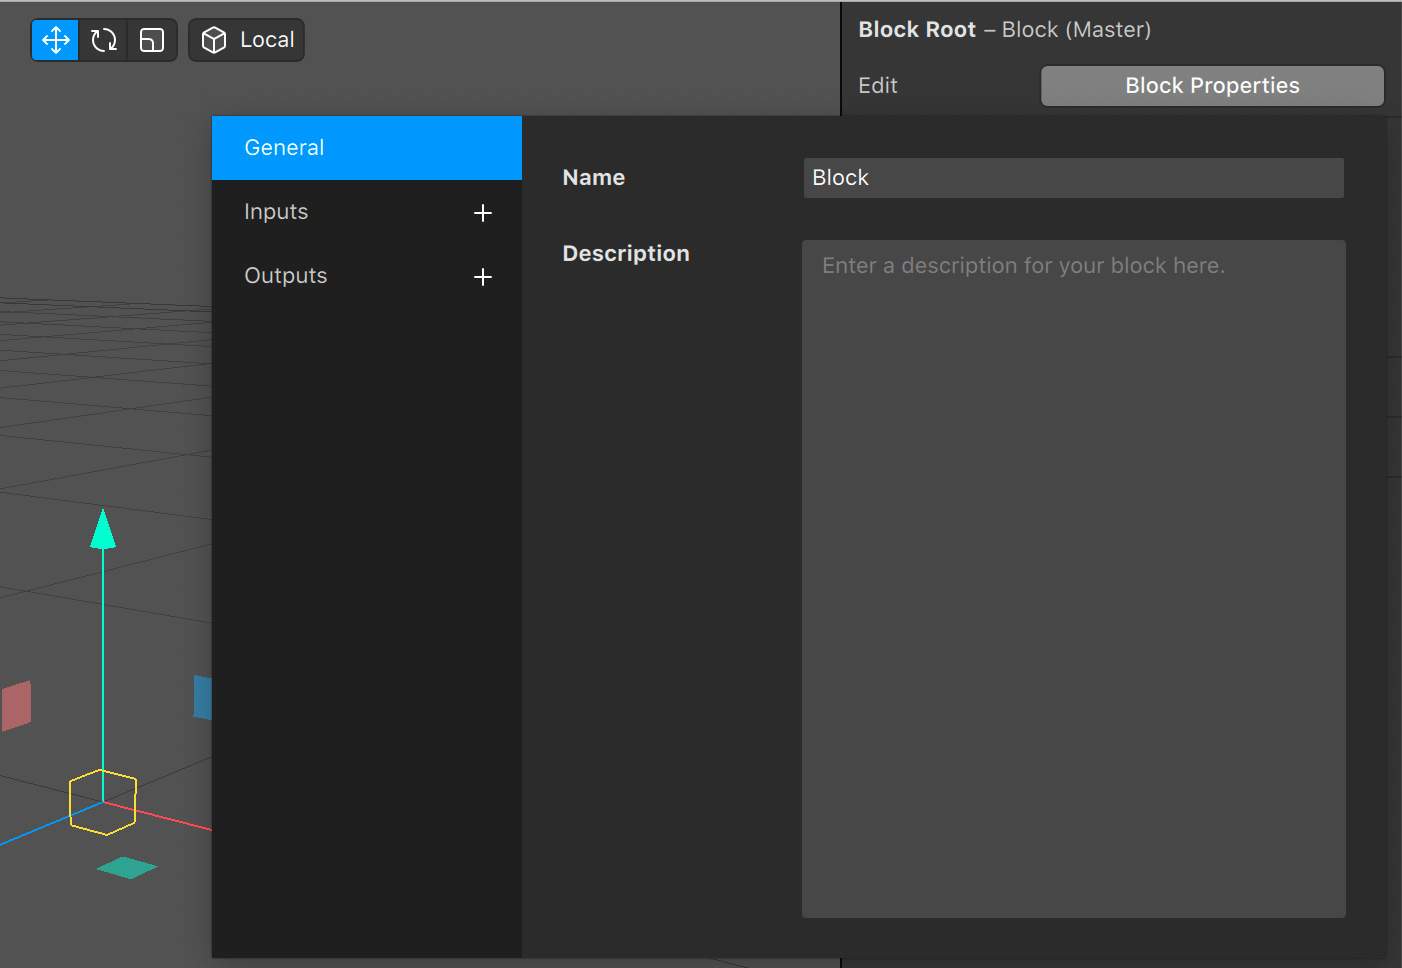 Local
Block Root – Block (Master)
Edit
Block Properties
General
Inputs
Outputs
Name
Block
Description
Enter a description for your block here.